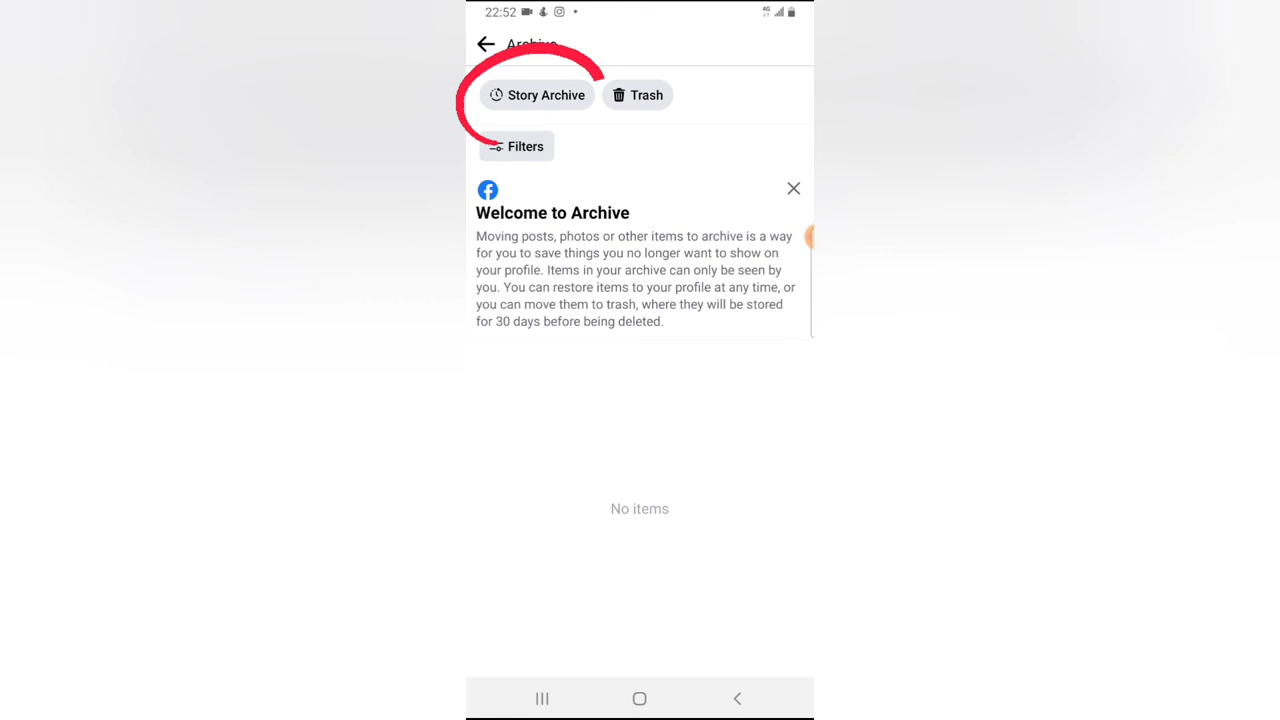 22:52
4G
Archive
Story Archive
Trash
Filters
Welcome to Archive
Moving posts, photos or other items to archive is a way
for you to save things you no longer want to show on
your profile. Items in your archive can only be seen by
you. You can restore items to your profile at any time, or
you can move them to trash, where they will be stored
for 30 days before being deleted.
No items